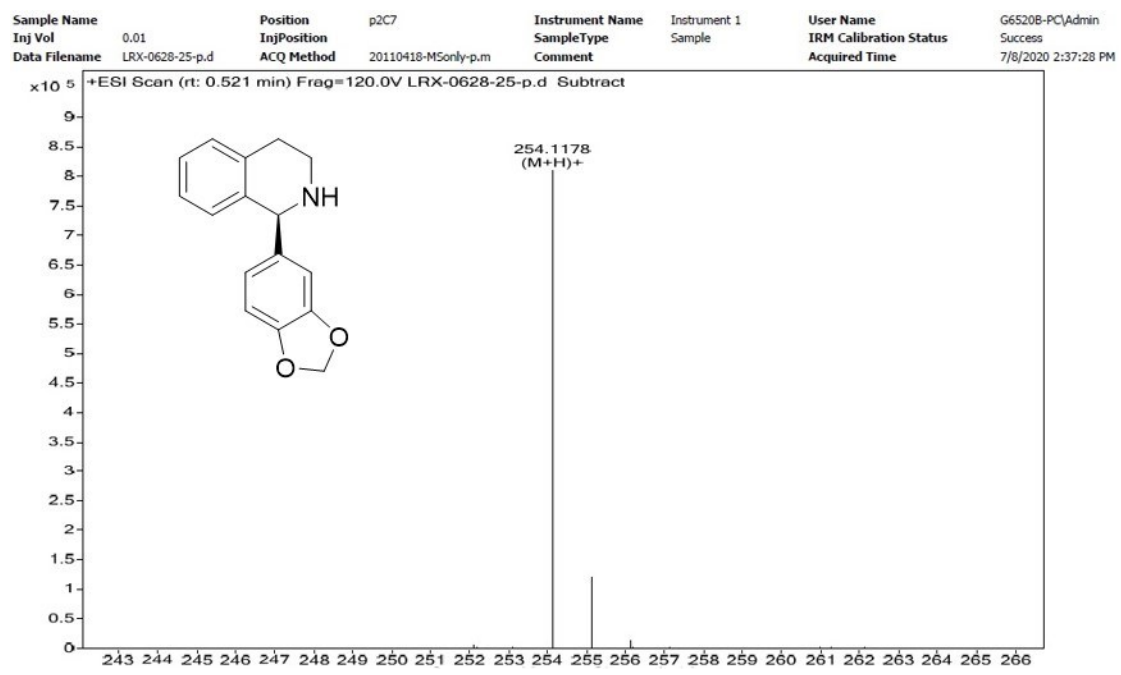 Sample Name Position p2C7 Instrument Name Instrument 1 User Name G6520B-PC\Admin
Inj Vol 0.01 InjPosition SampleType Sample IRM Calibration Status Success
Data Filename LRX-0628-25-p.d ACQ Method 20110418-MSonly-p.m Comment Acquired Time 7/8/2020 2:37:28 PM
x10 5 +ESI Scan (rt: 0.521 min) Frag=120.0V LRX-0628-25-p.d Subtract
9
8.5
8
7.5
7
6.5
6
5.5
5
4.5
4
3.5
3
2.5
2
1.5
1
0.5
0
254.1178
(M+H)+
NH
O
O
243 244 245 246 247 248 249 250 251 252 253 254 255 256 257 258 259 260 261 262 263 264 265 266